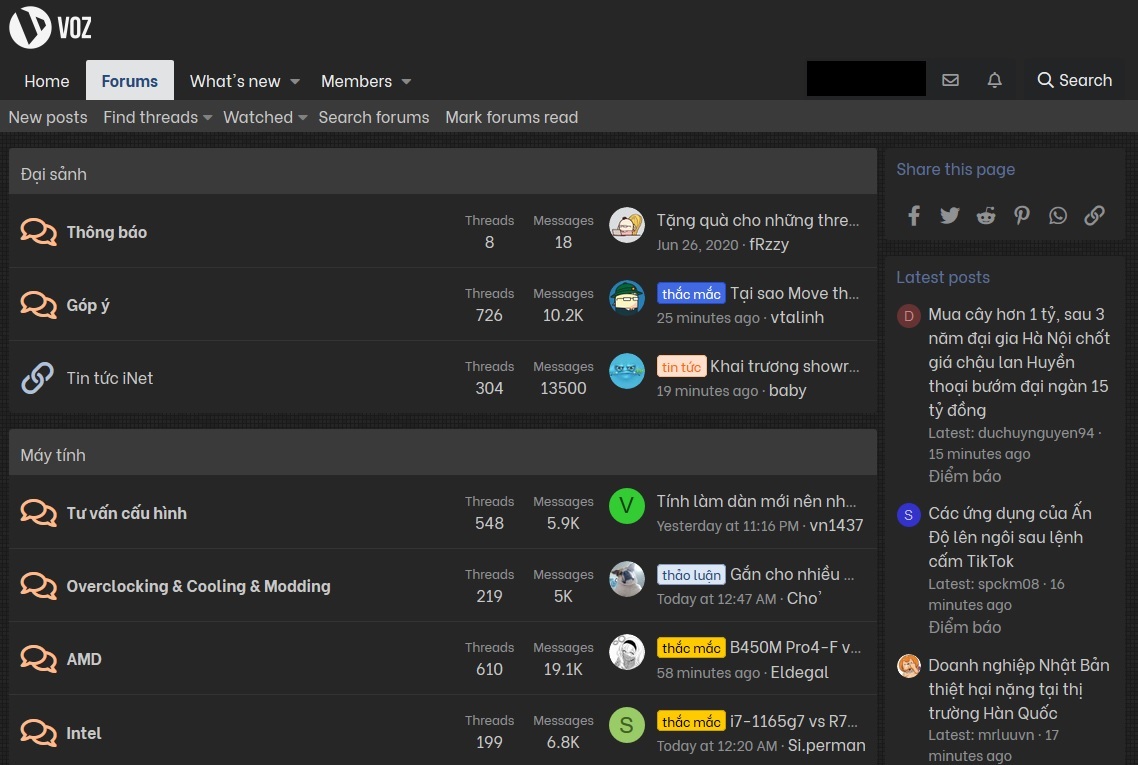 VOZ
Home Forums What's new Members Search
New posts Find threads Watched Search forums Mark forums read
Đại sảnh
Thông báo
Threads
8
Messages
18
Tặng quà cho những thre...
Jun 26, 2020 · fRzzy
Góp ý
Threads
726
Messages
10.2K
thắc mắc Tại sao Move th...
25 minutes ago · vtalinh
Tin tức iNet
Threads
304
Messages
13500
tin tức Khai trương showr...
19 minutes ago · baby
Máy tính
Tư vấn cấu hình
Threads
548
Messages
5.9K
V
Tính làm dàn mới nên nh...
Yesterday at 11:16 PM · vn1437
Overclocking & Cooling & Modding
Threads
219
Messages
5K
thảo luận Gắn cho nhiều ...
Today at 12:47 AM · Cho'
AMD
Threads
610
Messages
19.1K
thắc mắc B450M Pro4-F v...
58 minutes ago · Eldegal
Intel
Threads
199
Messages
6.8K
S
thắc mắc i7-1165g7 vs R7...
Today at 12:20 AM · Si.perman
Share this page
Latest posts
D
Mua cây hơn 1 tỷ, sau 3
năm đại gia Hà Nội chốt
giá chậu lan Huyền
thoại bướm đại ngàn 15
tỷ đồng
Latest: duchuynguyen94 ·
15 minutes ago
Điểm báo
S
Các ứng dụng của Ấn
Độ lên ngôi sau lệnh
cấm TikTok
Latest: spckm08 · 16
minutes ago
Điểm báo
Doanh nghiệp Nhật Bản
thiệt hại nặng tại thị
trường Hàn Quốc
Latest: mrluuvn · 17
minutes ago